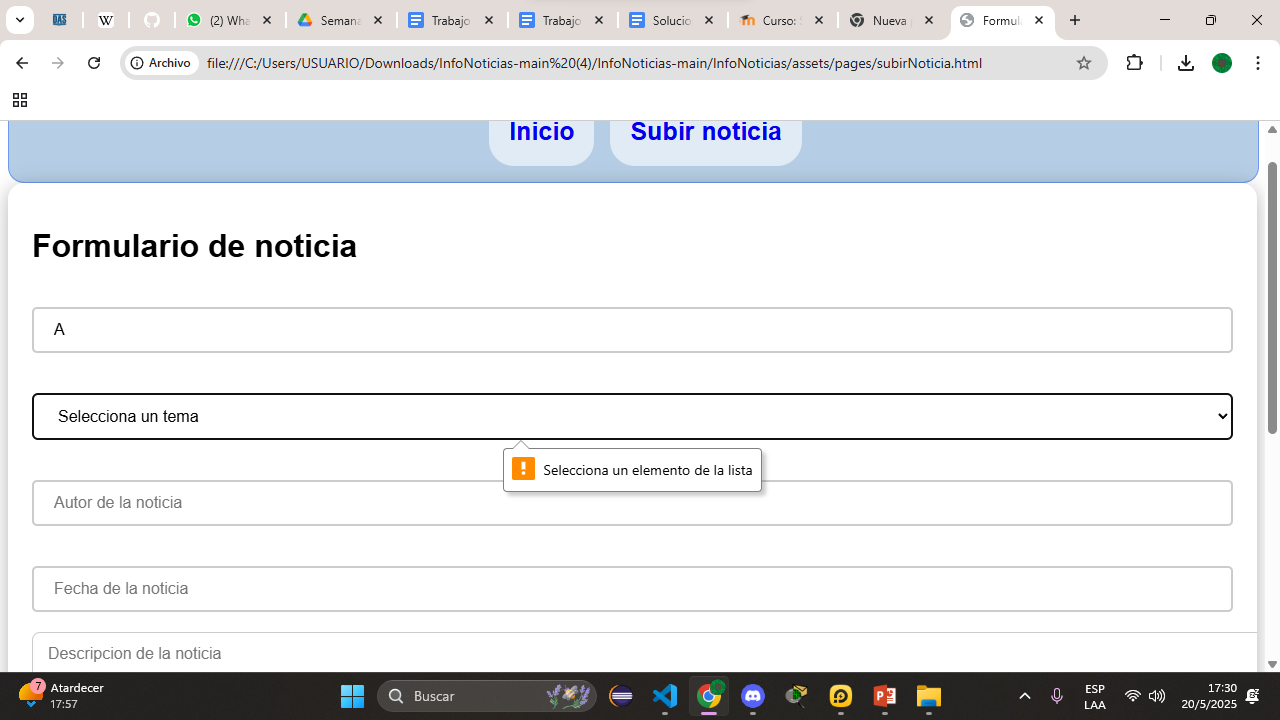 (2) Wha
Semana
Trabajo
Trabajo
Solucio
Curso:
Nueva
Formul
Archivo
file:///C:/Users/USUARIO/Downloads/InfoNoticias-main%20(4)/InfoNoticias-main/InfoNoticias/assets/pages/subirNoticia.html
Inicio
Subir noticia
Formulario de noticia
A
Selecciona un tema
Selecciona un elemento de la lista
Autor de la noticia
Fecha de la noticia
Descripcion de la noticia
7
Atardecer
17:57
Buscar
ESP
LAA
17:30
20/5/2025